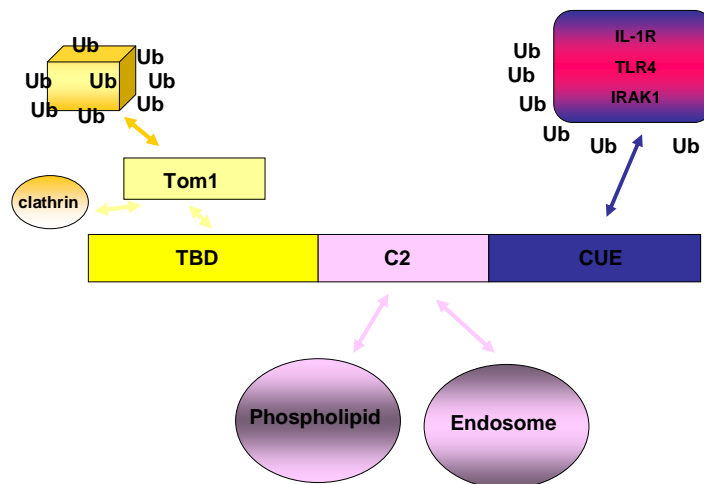 Ub
Ub
Ub Ub Ub
Ub Ub
Ub
IL-1R
TLR4
IRAK1
Ub
Ub
Ub
Ub
Ub
Ub
Tom1
clathrin
TBD C2 CUE
Phospholipid
Endosome